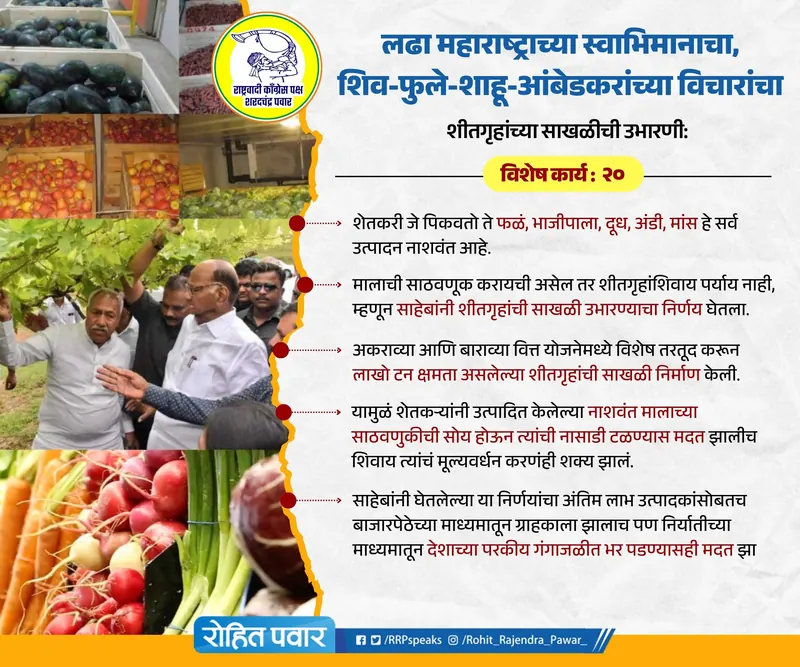 राष्ट्रवादी काँग्रेस पक्ष
शरदचंद्र पवार
लढा महाराष्ट्राच्या स्वाभिमानाचा,
शिव-फुले-शाहू-आंबेडकरांच्या विचारांचा
शीतगृहांच्या साखळीची उभारणी:
विशेष कार्य : २०
शेतकरी जे पिकवतो ते फळं, भाजीपाला, दूध, अंडी, मांस हे सर्व
उत्पादन नाशवंत आहे.
मालाची साठवणूक करायची असेल तर शीतगृहांशिवाय पर्याय नाही,
म्हणून साहेबांनी शीतगृहांची साखळी उभारण्याचा निर्णय घेतला.
अकराव्या आणि बाराव्या वित्त योजनेमध्ये विशेष तरतूद करून
लाखो टन क्षमता असलेल्या शीतगृहांची साखळी निर्माण केली.
यामुळं शेतकऱ्यांनी उत्पादित केलेल्या नाशवंत मालाच्या
साठवणुकीची सोय होऊन त्यांची नासाडी टळण्यास मदत झालीच
शिवाय त्यांचं मूल्यवर्धन करणंही शक्य झालं.
साहेबांनी घेतलेल्या या निर्णयांचा अंतिम लाभ उत्पादकांसोबतच
बाजारपेठेच्या माध्यमातून ग्राहकाला झालाच पण निर्यातीच्या
माध्यमातून देशाच्या परकीय गंगाजळीत भर पडण्यासही मदत झा
रोहित पवार
/RRPspeaks /Rohit_Rajendra_Pawar_